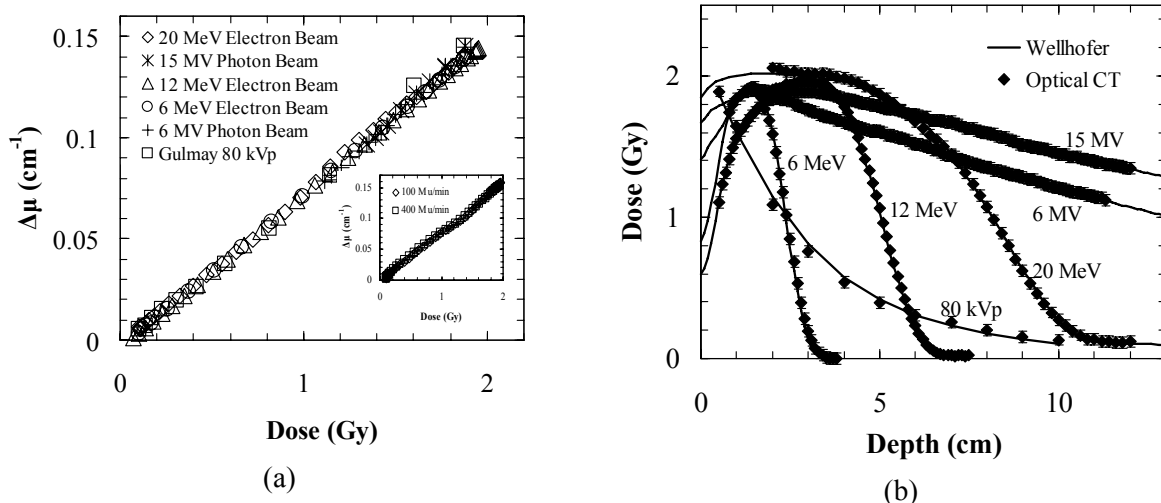 0.15
0.1
0.05
0
0
1
2
Δμ (cm⁻¹)
Dose (Gy)
20 MeV Electron Beam
15 MV Photon Beam
12 MeV Electron Beam
6 MeV Electron Beam
6 MV Photon Beam
Gulmay 80 kVp
100 Mu/min
400 Mu/min
0.15
0.1
0.05
0
0
1
2
Δμ (cm⁻¹)
Dose (Gy)
(a)
3
2
1
0
0
5
10
Dose (Gy)
Depth (cm)
Wellhofer
Optical CT
15 MV
6 MeV
12 MeV
6 MV
20 MeV
80 kVp
(b)